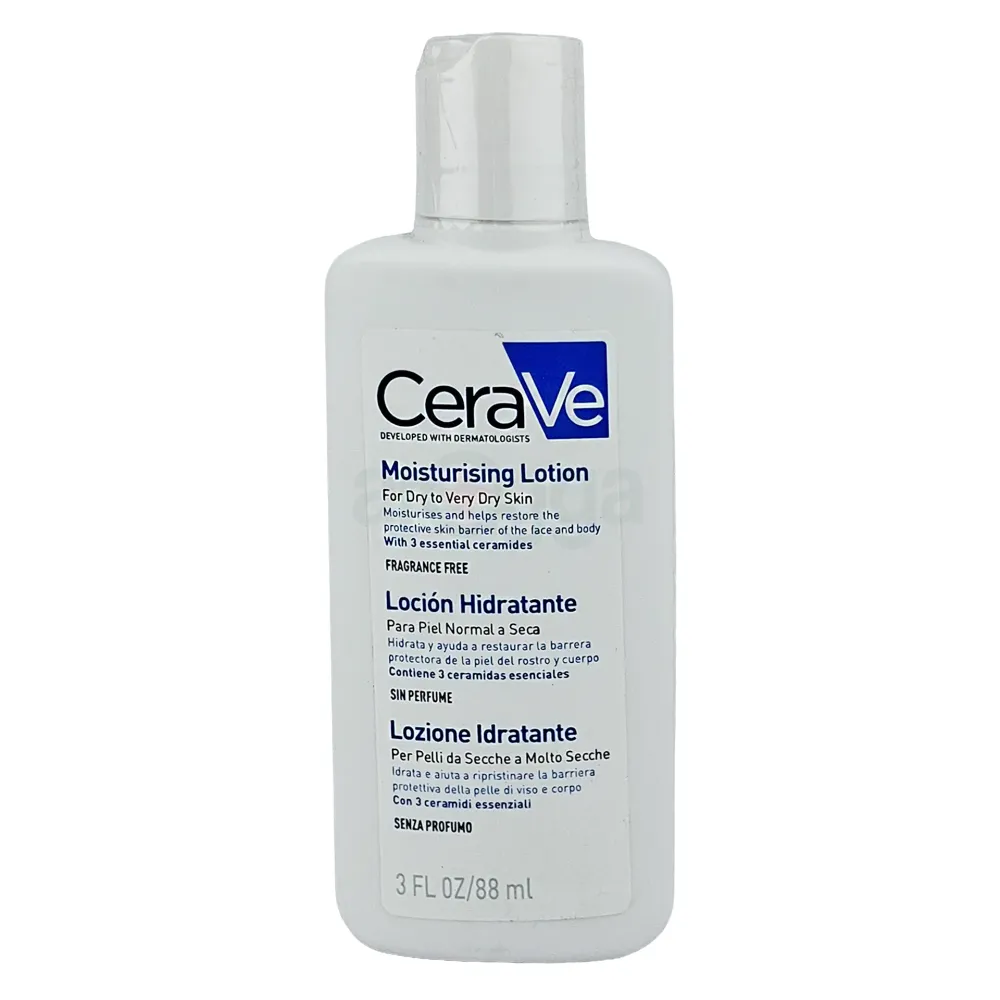 CeraVe
DEVELOPED WITH DERMATOLOGISTS
Moisturising Lotion
For Dry to Very Dry Skin
Moisturises and helps restore the
protective skin barrier of the face and body
With 3 essential ceramides
FRAGRANCE FREE
Loción Hidratante
Para Piel Normal a Seca
Hidrata y ayuda a restaurar la barrera
protectora de la piel del rostro y cuerpo
Contiene 3 ceramidas esenciales
SIN PERFUME
Lozione Idratante
Per Pelli da Secche a Molto Secche
Idrata e aiuta a ripristinare la barriera
protettiva della pelle di viso e corpo
Con 3 ceramidi essenziali
SENZA PROFUMO
3 FL OZ/88 ml